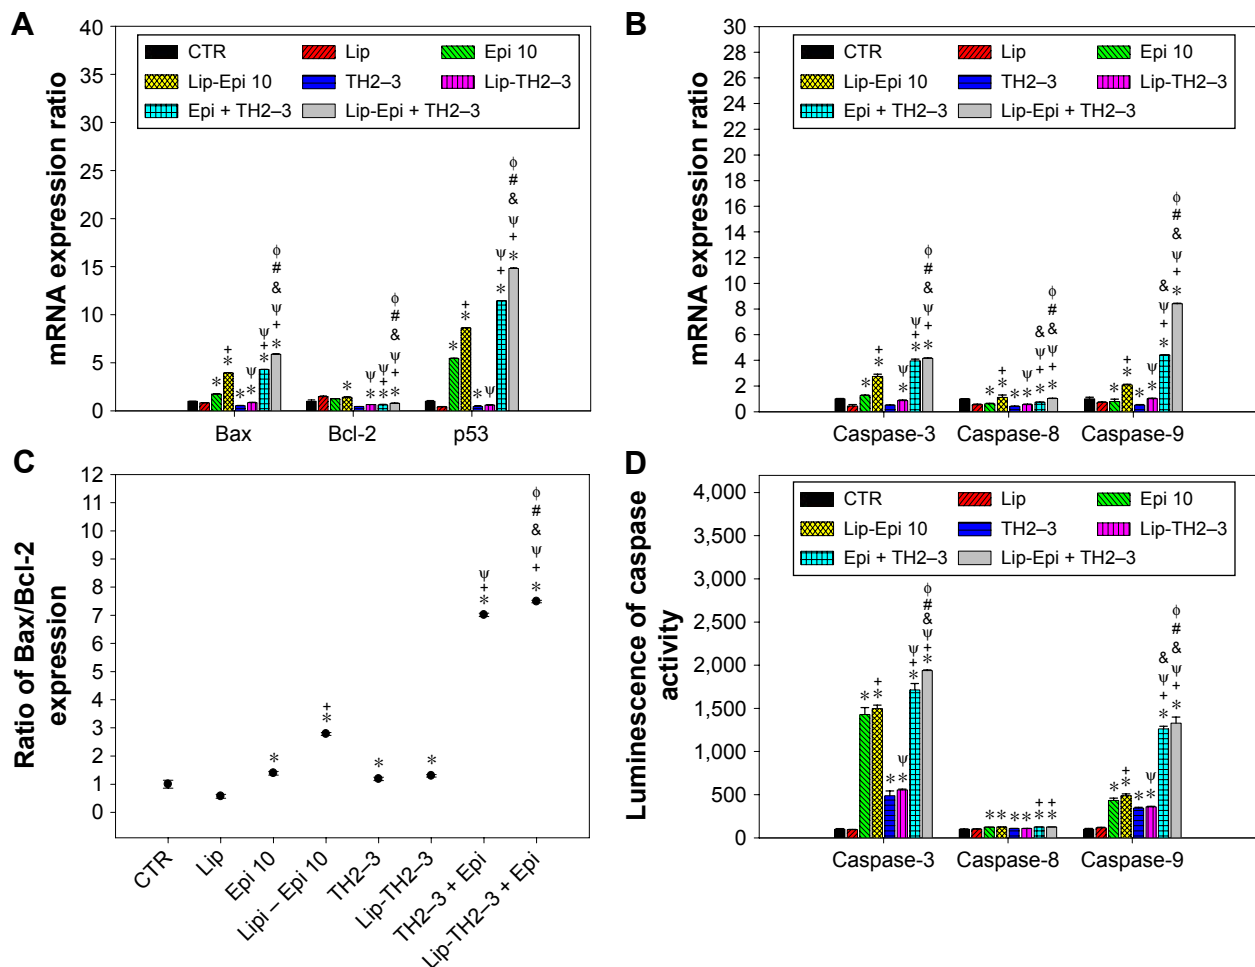 A
mRNA expression ratio
40
35
30
25
20
15
10
5
0
CTR Lip Epi 10
Lip-Epi 10 TH2–3 Lip-TH2–3
Epi + TH2–3 Lip-Epi + TH2–3
* + * * ψ * ψ + * ϕ # & ψ + *
* ψ * ψ + * ϕ # & ψ + *
* + * * ψ ψ + * ϕ # & ψ + *
Bax Bcl-2 p53
B
mRNA expression ratio
30
28
26
24
22
20
18
16
14
12
10
8
6
4
2
0
CTR Lip Epi 10
Lip-Epi 10 TH2–3 Lip-TH2–3
Epi + TH2–3 Lip-Epi + TH2–3
* + * ψ * ψ + * ϕ # & ψ + *
* + * * ψ * & ψ + * ϕ # & ψ + *
* + * * ψ * & ψ + * ϕ # & ψ + *
Caspase-3 Caspase-8 Caspase-9
C
Ratio of Bax/Bcl-2
expression
12
11
10
9
8
7
6
5
4
3
2
1
0
* + * * * ψ + * ϕ # & ψ + *
CTR
Lip
Epi 10
Lipi – Epi 10
TH2–3
Lip-TH2–3
TH2–3 + Epi
Lip-TH2–3 + Epi
D
Luminescence of caspase
activity
4,000
3,500
3,000
2,500
2,000
1,500
1,000
500
0
CTR Lip Epi 10
Lip-Epi 10 TH2–3 Lip-TH2–3
Epi + TH2–3 Lip-Epi + TH2–3
* + * * ψ * ψ + * ϕ # & ψ + *
* * * * + * + *
* + * * ψ * & ψ + * ϕ # & ψ + *
Caspase-3 Caspase-8 Caspase-9